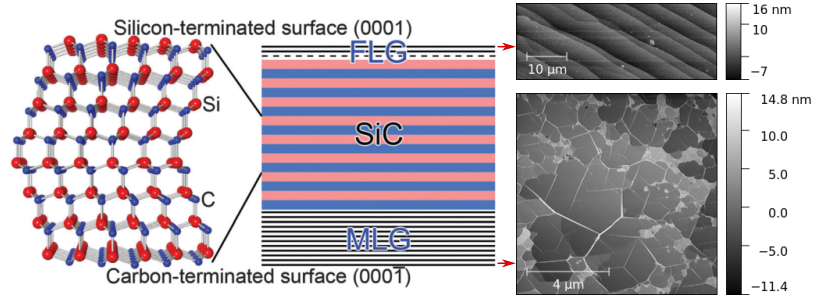 Silicon-terminated surface (0001)
FLG
Si
SiC
C
MLG
Carbon-terminated surface (0001̅)
16 nm
10 µm
−7
14.8 nm
10.0
5.0
0.0
−5.0
−11.4
4 µm